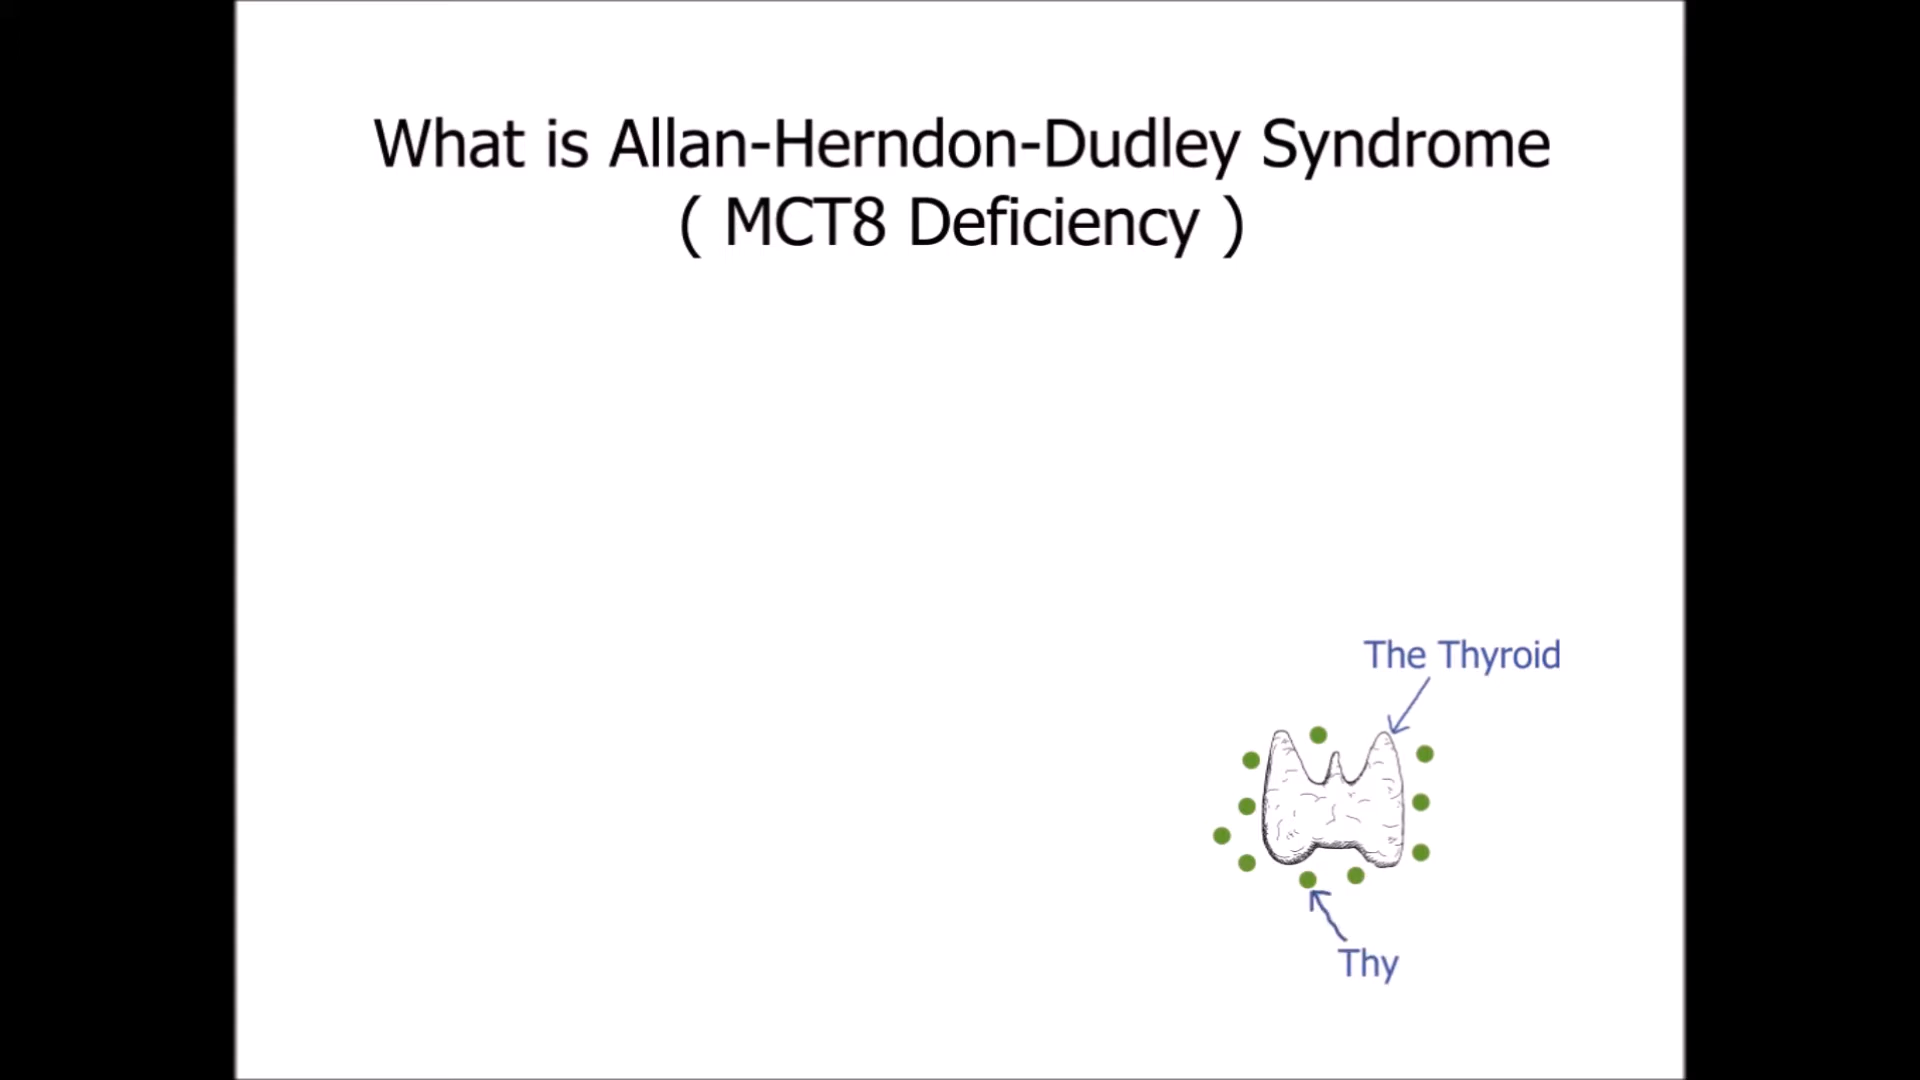 What is Allan-Herndon-Dudley Syndrome
( MCT8 Deficiency )
The Thyroid
Thy